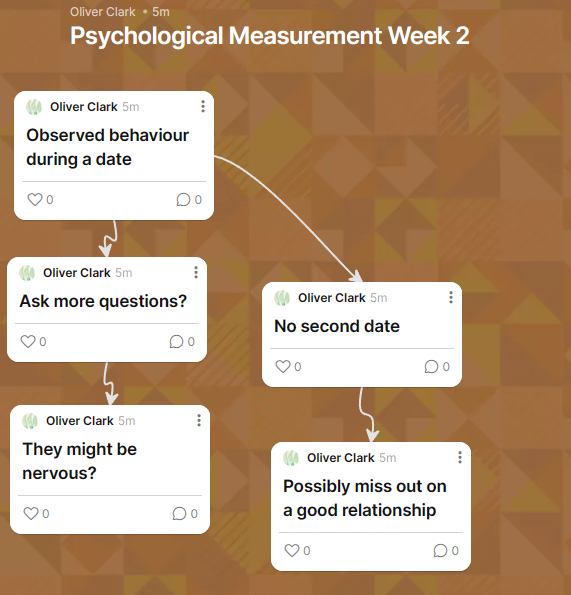 Oliver Clark • 5m
Psychological Measurement Week 2
Oliver Clark 5m
Observed behaviour
during a date
0 0
Oliver Clark 5m
Ask more questions?
0 0
Oliver Clark 5m
No second date
0 0
Oliver Clark 5m
They might be
nervous?
0 0
Oliver Clark 5m
Possibly miss out on
a good relationship
0 0